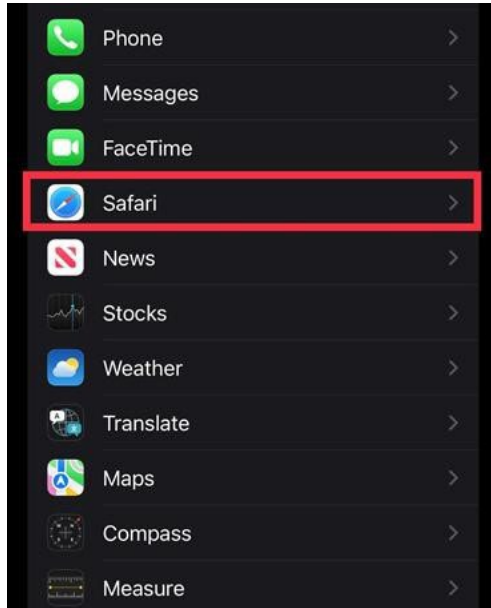 Phone
Messages
FaceTime
Safari
News
Stocks
Weather
Translate
Maps
Compass
Measure